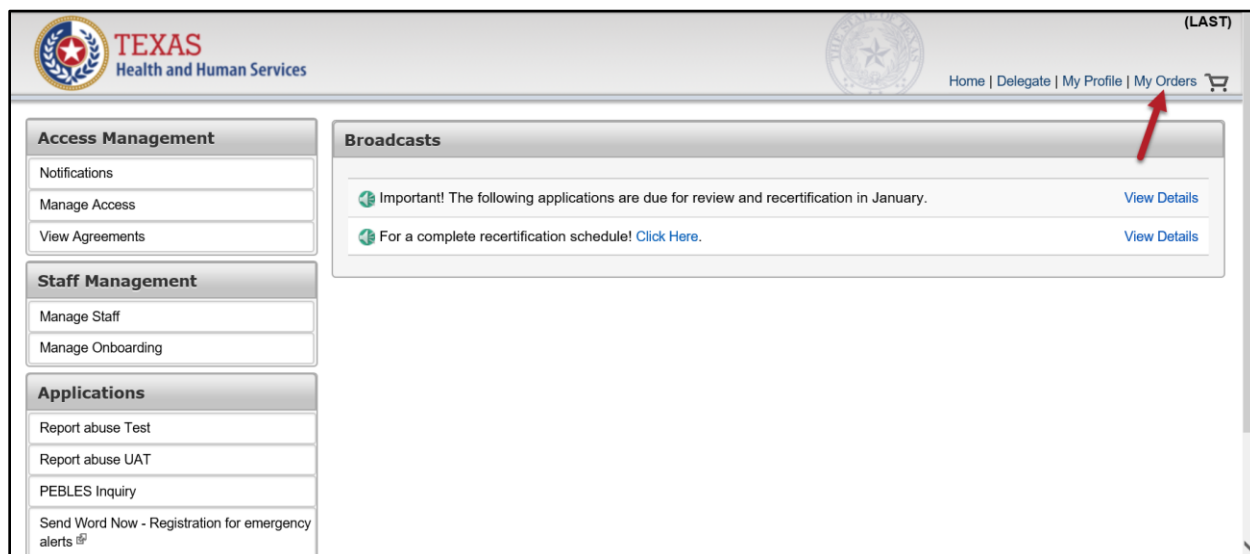 (LAST)
TEXAS
Health and Human Services
Home | Delegate | My Profile | My Orders
Access Management
Notifications
Manage Access
View Agreements
Staff Management
Manage Staff
Manage Onboarding
Applications
Report abuse Test
Report abuse UAT
PEBLES Inquiry
Send Word Now - Registration for emergency
alerts
Broadcasts
Important! The following applications are due for review and recertification in January. View Details
For a complete recertification schedule! Click Here. View Details